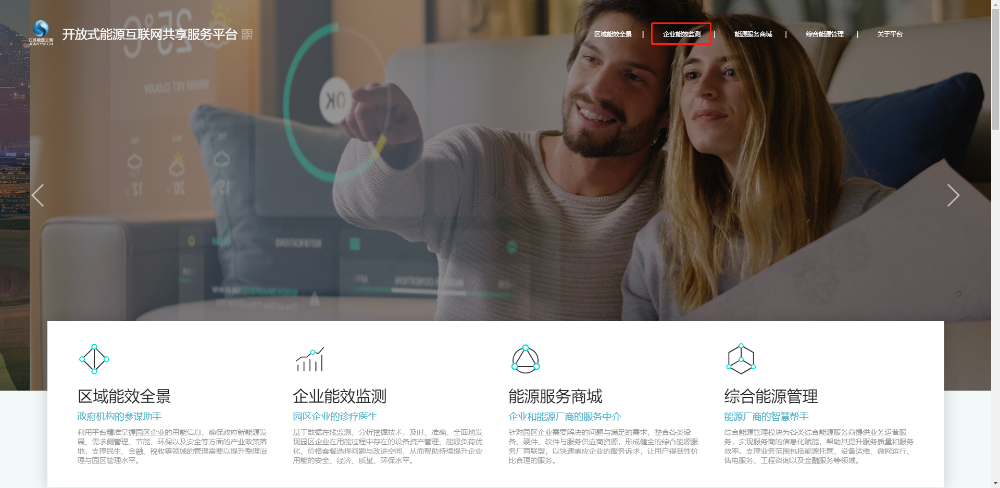 江苏能源云网
JSNYYW.CN
开放式能源互联网共享服务平台
区域能效全景 | 企业能效监测 | 能源服务商城 | 综合能源管理 | 关于平台
25°C
WARM YET CLOUDY
OK
12°
20°
15°
NOTIFICATIONS
区域能效全景
政府机构的参谋助手
利用平台精准掌握园区企业的用能信息，确保政府新能源发
展、需求侧管理、节能、环保以及安全等方面的产业政策落
地，支撑民生、金融、税收等领域的管理需要以提升整理治
理与园区管理水平。
企业能效监测
园区企业的诊疗医生
基于数据在线监测、分析挖掘技术，及时、准确、全面地发
现园区企业在用能过程中存在的设备资产管理、能源负荷优
化、价格套餐选择问题与改进空间，从而帮助持续提升企业
用能的安全、经济、质量、环保水平。
能源服务商城
企业和能源厂商的服务中介
针对园区企业需要解决的问题与满足的需求，整合各类设
备、硬件、软件与服务供应商资源，形成健全的综合能源服
务厂商联盟，以快速响应企业的服务诉求，让用户得到性价
比合理的服务。
综合能源管理
能源厂商的智慧帮手
综合能源管理模块为各类综合能源服务商提供业务运营服
务，实现服务商的信息化赋能，帮助其提升服务质量和服务
效率。支撑业务范围包括能源托管、设备运维、微网运行、
售电服务、工程咨询以及金融服务等领域。